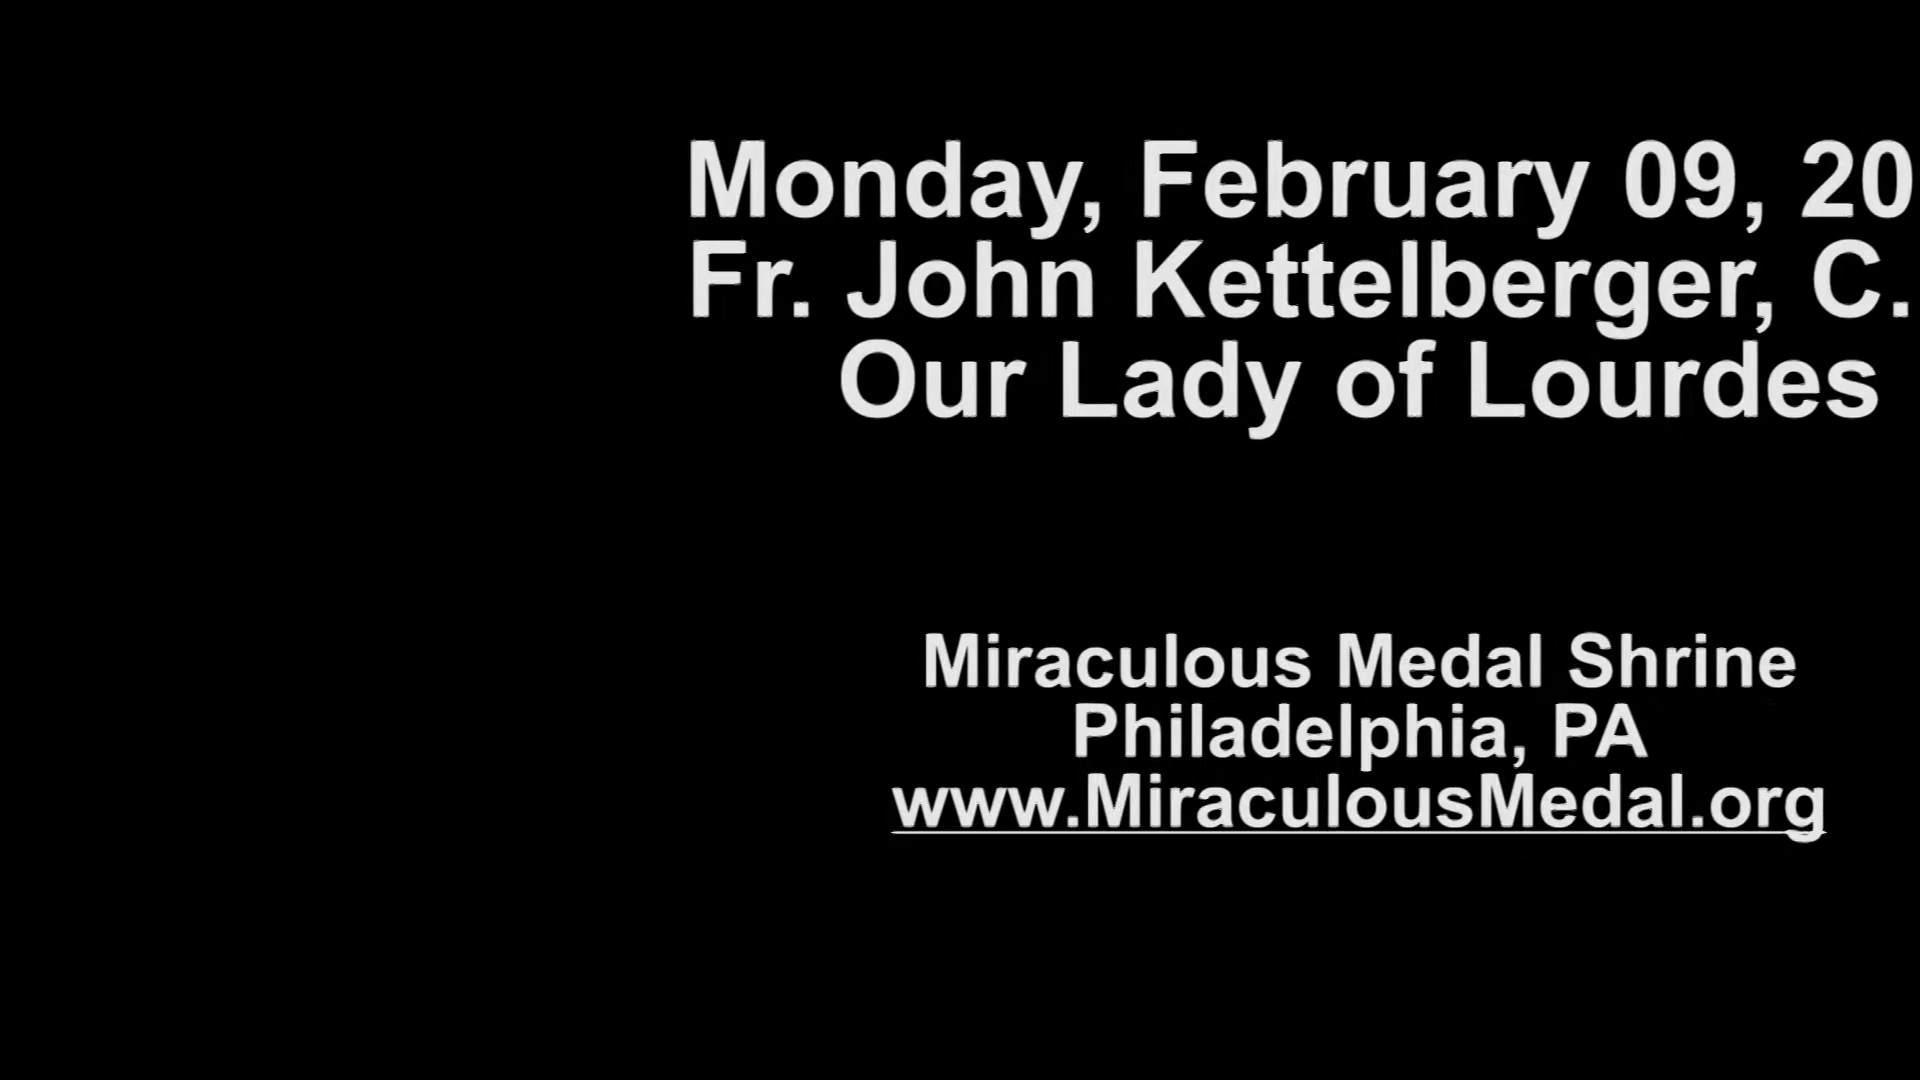 Monday, February 09, 20
Fr. John Kettelberger, C.
Our Lady of Lourdes
Miraculous Medal Shrine
Philadelphia, PA
www.MiraculousMedal.org